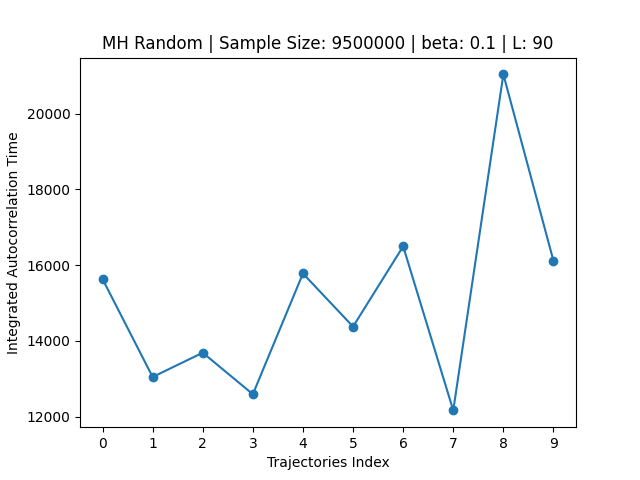 MH Random | Sample Size: 9500000 | beta: 0.1 | L: 90
Integrated Autocorrelation Time
20000
18000
16000
14000
12000
0 1 2 3 4 5 6 7 8 9
Trajectories Index